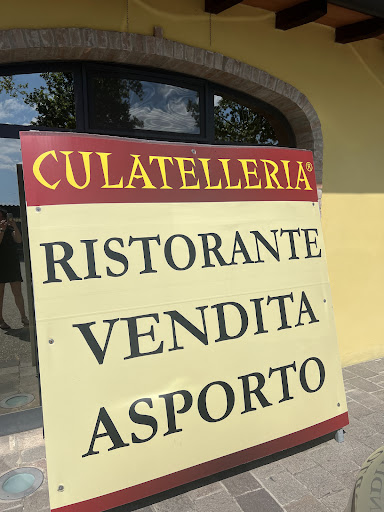 CULATELLERIA®
RISTORANTE
VENDITA
ASPORTO